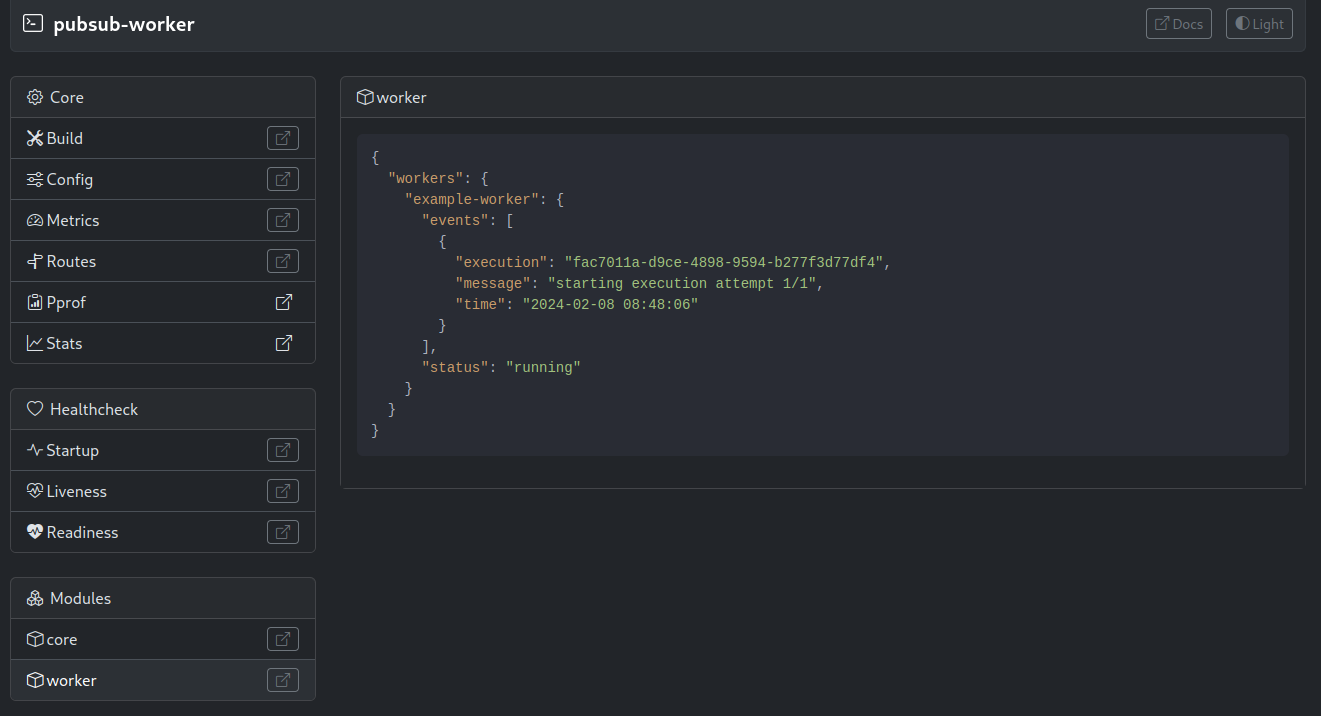 pubsub-worker
Docs
Light
Core
Build
Config
Metrics
Routes
Pprof
Stats
Healthcheck
Startup
Liveness
Readiness
Modules
core
worker
worker
{
  "workers": {
    "example-worker": {
      "events": [
        {
          "execution": "fac7011a-d9ce-4898-9594-b277f3d77df4",
          "message": "starting execution attempt 1/1",
          "time": "2024-02-08 08:48:06"
        }
      ],
      "status": "running"
    }
  }
}